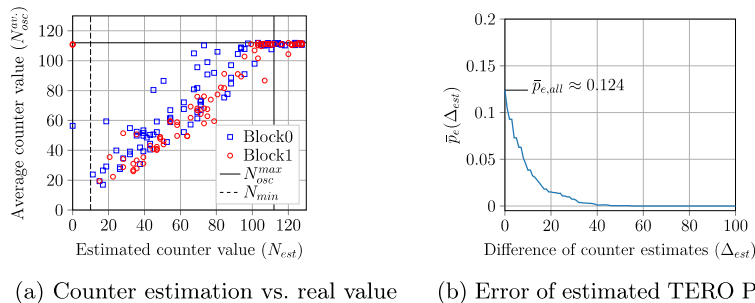 Average counter value (N_osc^av.)
120
100
80
60
40
20
0
0 20 40 60 80 100 120
Estimated counter value (N_est)
Block0
Block1
N_osc^max
N_min
(a) Counter estimation vs. real value
p̄_e(Δ_est)
0.2
0.15
0.1
0.05
0
p̄_e,all ≈ 0.124
0 20 40 60 80 100
Difference of counter estimates (Δ_est)
(b) Error of estimated TERO P